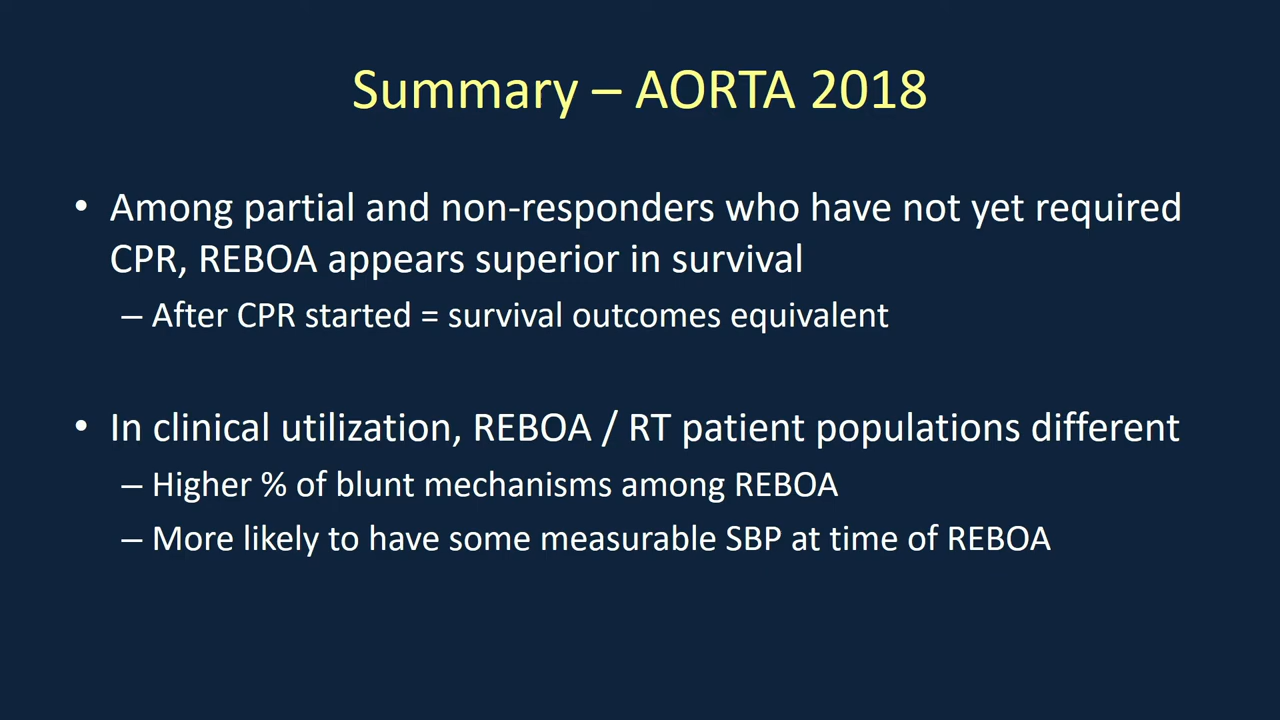 Summary – AORTA 2018
• Among partial and non-responders who have not yet required
CPR, REBOA appears superior in survival
– After CPR started = survival outcomes equivalent
• In clinical utilization, REBOA / RT patient populations different
– Higher % of blunt mechanisms among REBOA
– More likely to have some measurable SBP at time of REBOA